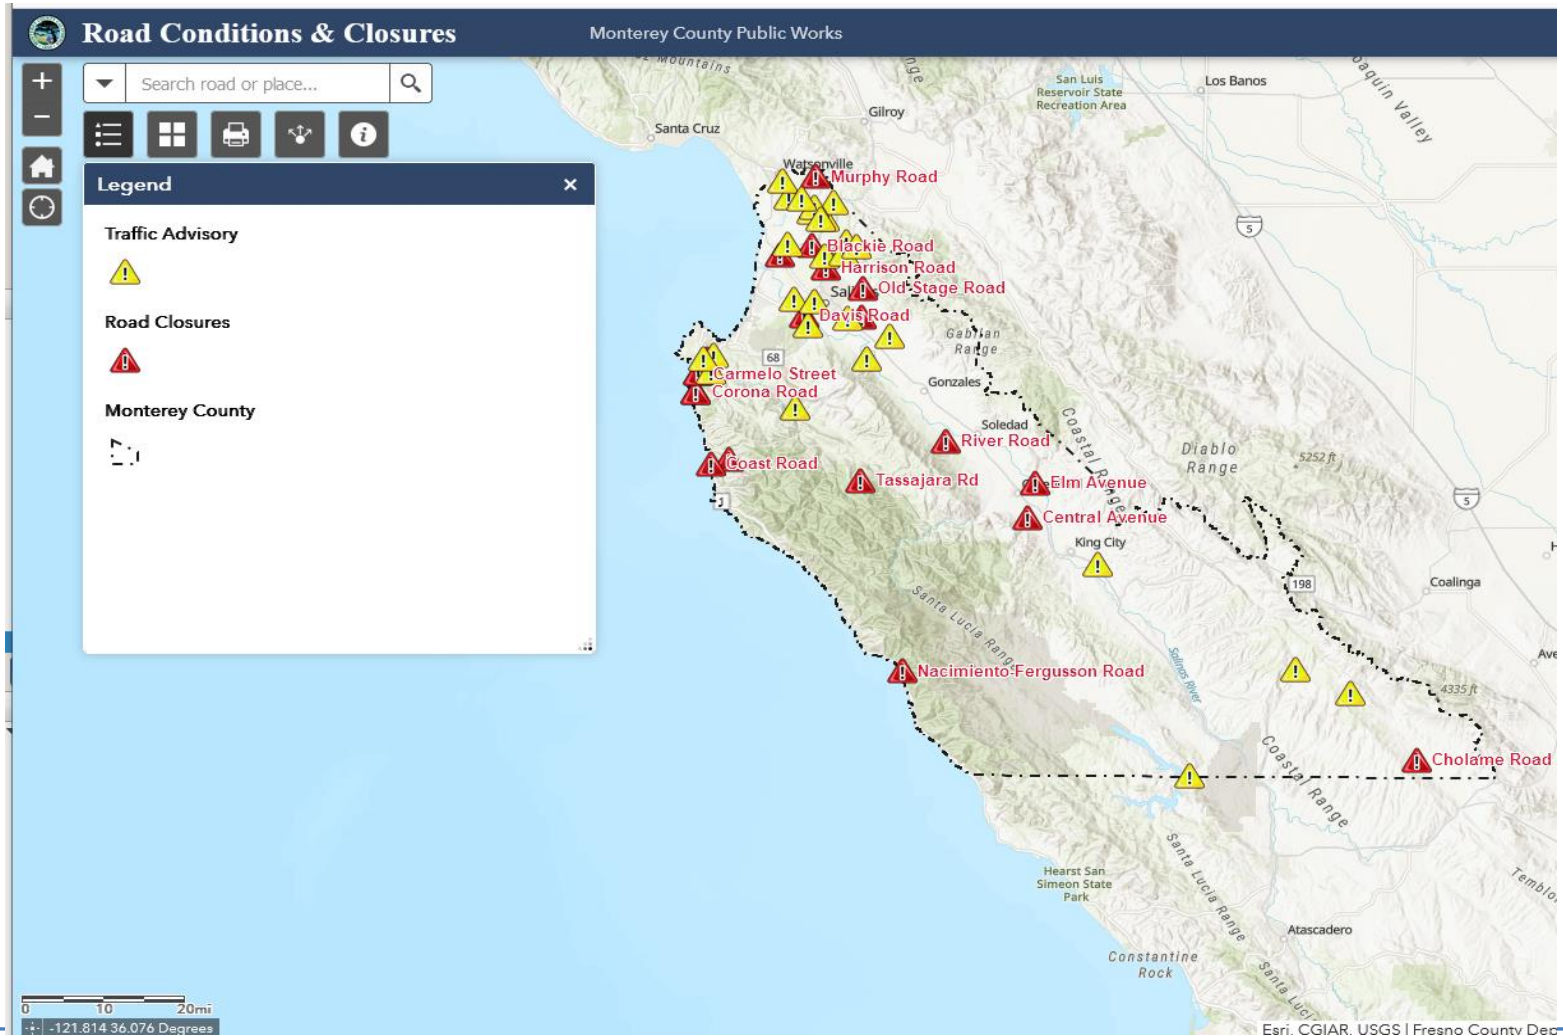 Road Conditions & Closures
Monterey County Public Works
Search road or place...
Legend
Traffic Advisory
Road Closures
Monterey County
Santa Cruz
Gilroy
San Luis
Reservoir State
Recreation Area
Los Banos
Watsonville
Murphy Road
5
Blackie Road
Harrison Road
Old Stage Road
Davis Road
Gabilan
Range
68
Carmelo Street
Gonzales
Corona Road
Soledad
River Road
Coastal Range
Diablo
Range
5252 ft
Coast Road
Tassajara Rd
Elm Avenue
5
1
Central Avenue
King City
198
Coalinga
Santa Lucia Range
Nacimiento-Fergusson Road
Salinas River
4335 ft
Coastal Range
Cholame Road
Hearst San
Simeon State
Park
Santa Lucia Range
Atascadero
Constantine
Rock
0 10 20mi
-121.814 36.076 Degrees
Esri, CGIAR, USGS | Fresno County